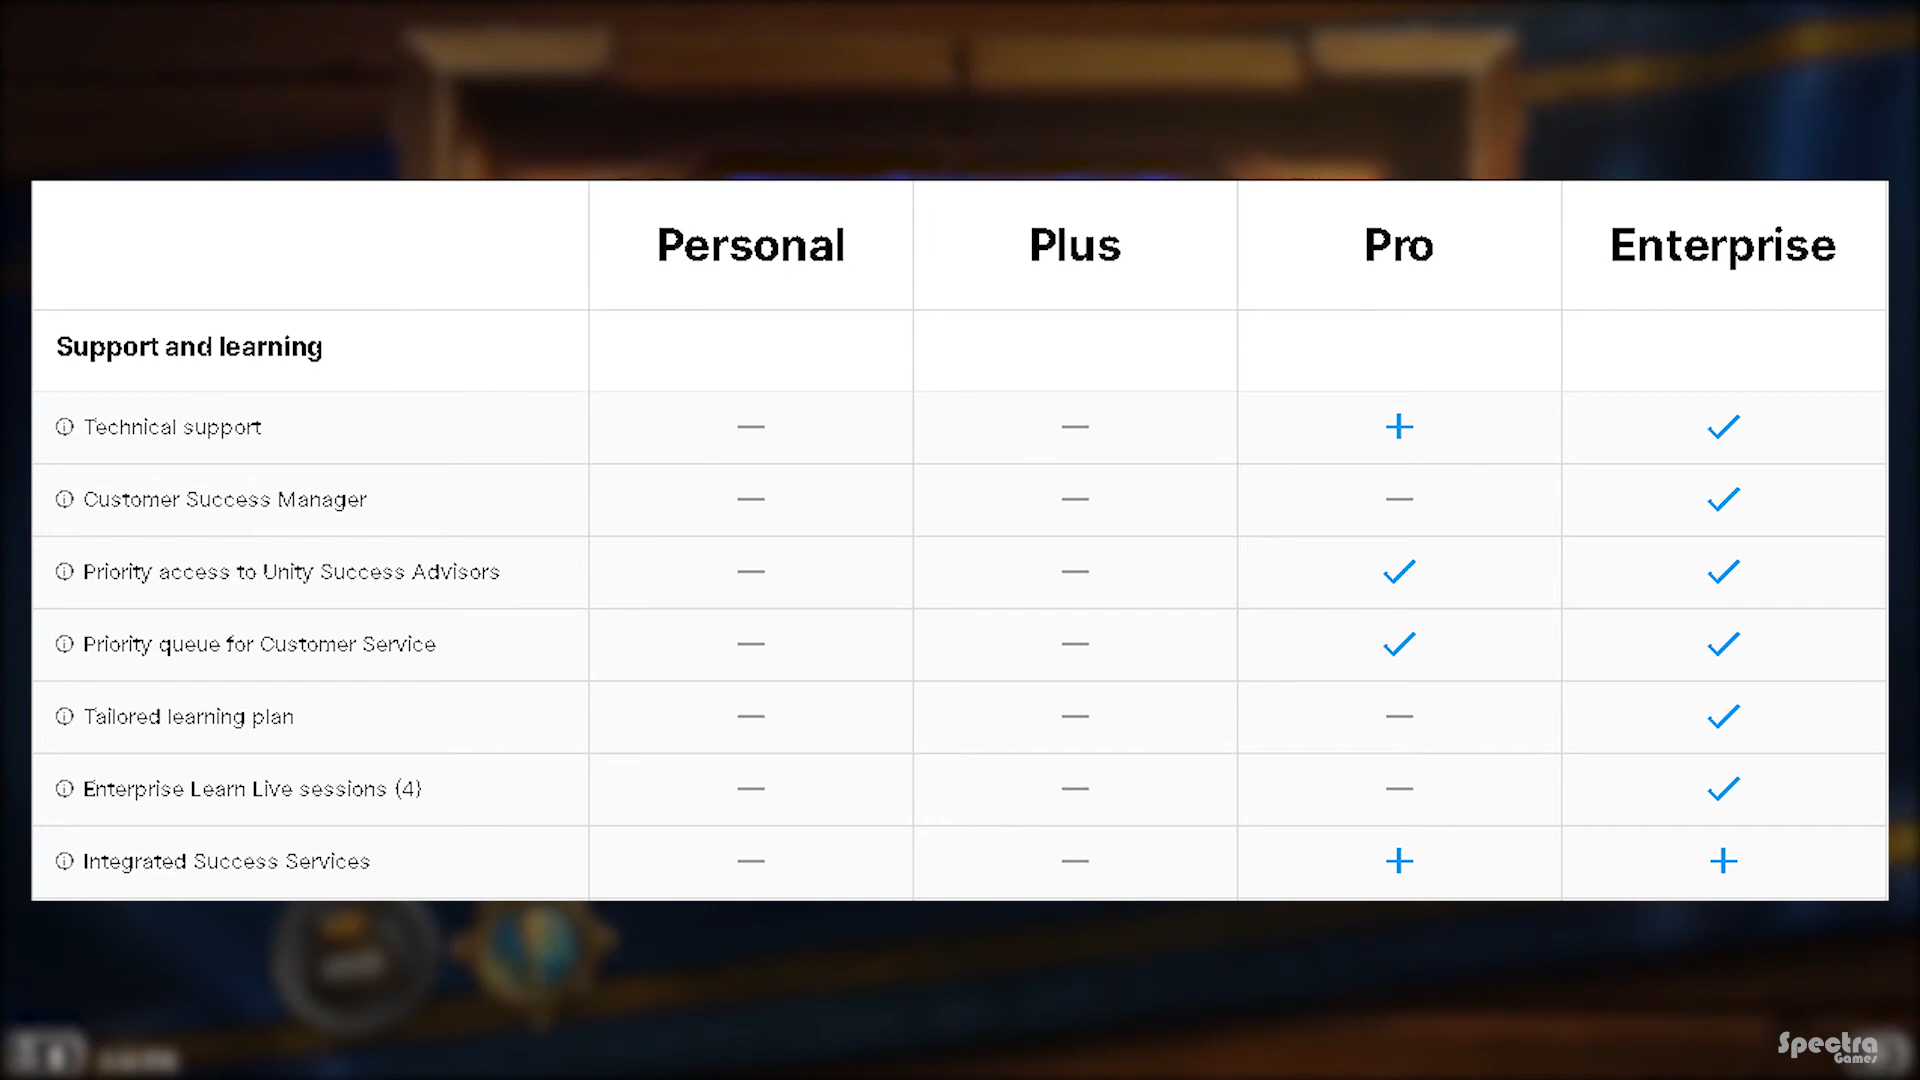 Personal Plus Pro Enterprise
Support and learning
Technical support — — + ✓
Customer Success Manager — — — ✓
Priority access to Unity Success Advisors — — ✓ ✓
Priority queue for Customer Service — — ✓ ✓
Tailored learning plan — — — ✓
Enterprise Learn Live sessions (4) — — — ✓
Integrated Success Services — — + +
Spectra
Games